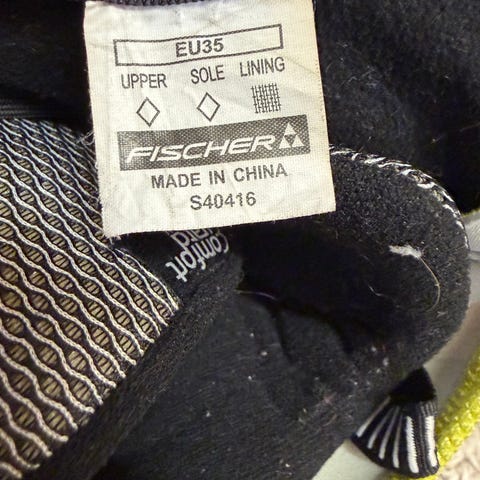 EU35
UPPER SOLE LINING
FISCHER
MADE IN CHINA
S40416
Comfort